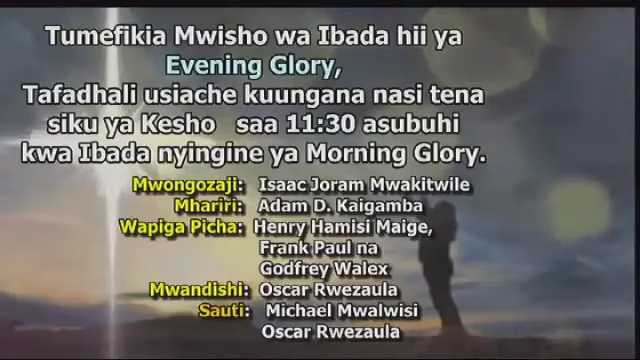 Tumefikia Mwisho wa Ibada hii ya
Evening Glory,
Tafadhali usiache kuungana nasi tena
siku ya Kesho saa 11:30 asubuhi
kwa Ibada nyingine ya Morning Glory.
Mwongozaji: Isaac Joram Mwakitwile
Mhariri: Adam D. Kaigamba
Wapiga Picha: Henry Hamisi Maige,
Frank Paul na
Godfrey Walex
Mwandishi: Oscar Rwezaula
Sauti: Michael Mwalwisi
Oscar Rwezaula